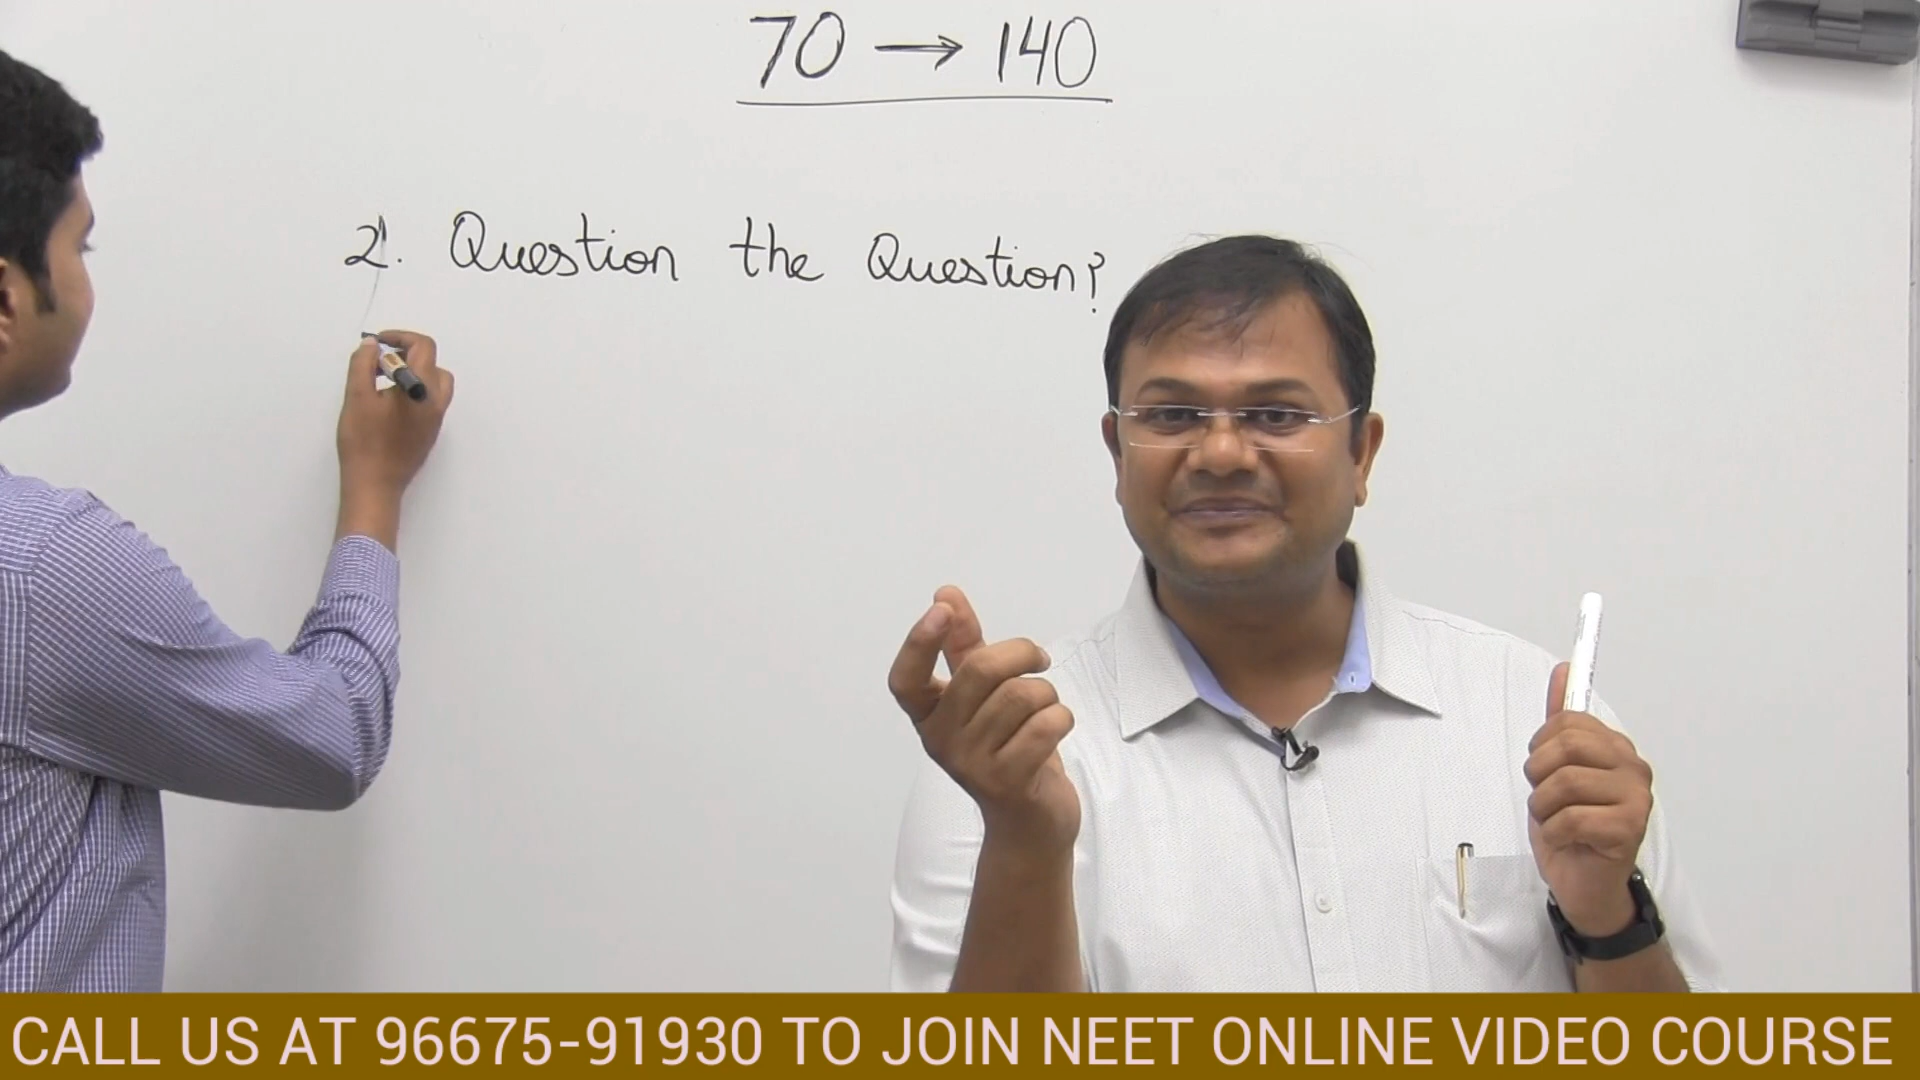 70 → 140
2. Question the Question?
CALL US AT 96675-91930 TO JOIN NEET ONLINE VIDEO COURSE